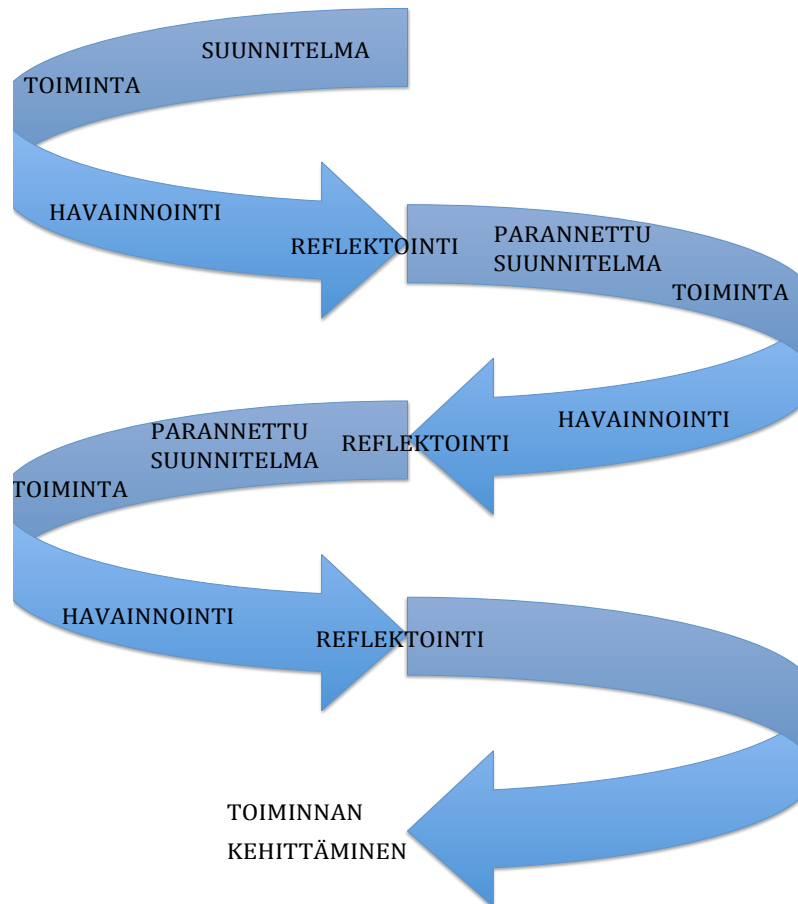 SUUNNITELMA
TOIMINTA
HAVAINNOINTI
REFLEKTOINTI
PARANNETTU
SUUNNITELMA
TOIMINTA
HAVAINNOINTI
REFLEKTOINTI
PARANNETTU
SUUNNITELMA
TOIMINTA
HAVAINNOINTI
REFLEKTOINTI
TOIMINNAN
KEHITTÄMINEN